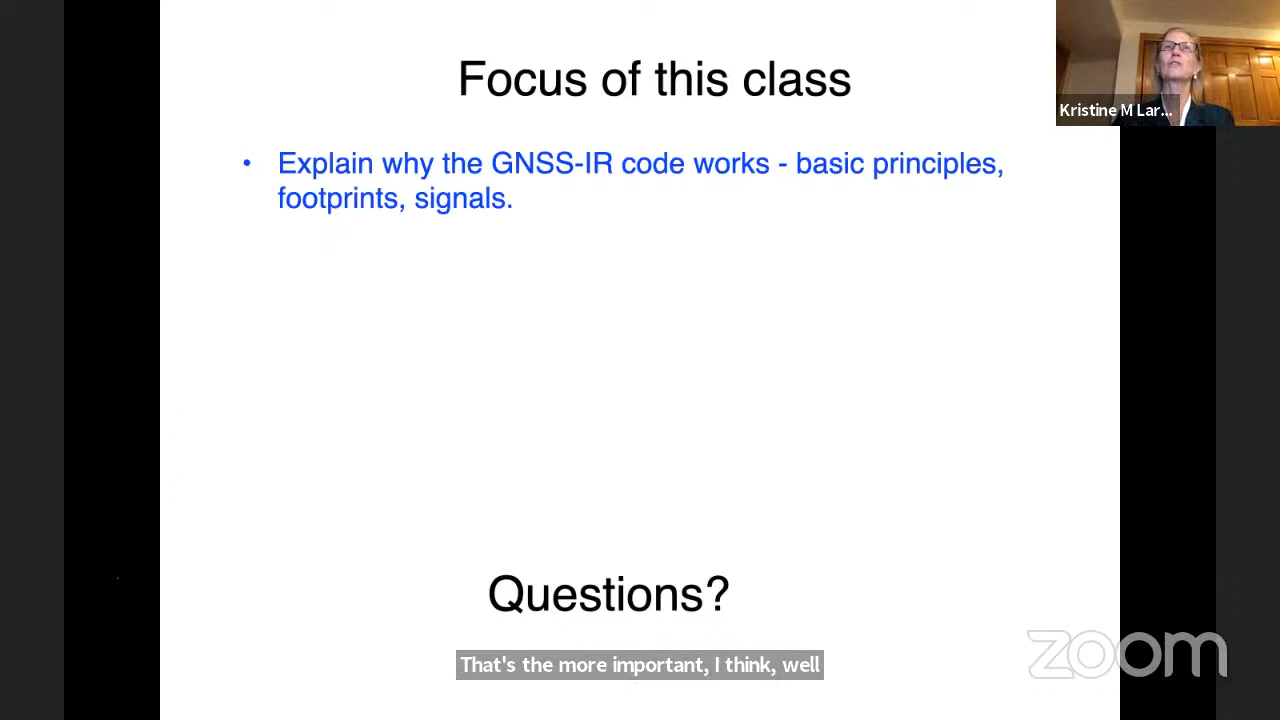 Focus of this class
Kristine M Lar...
• Explain why the GNSS-IR code works - basic principles,
footprints, signals.
Questions?
zoom
That's the more important, I think, well